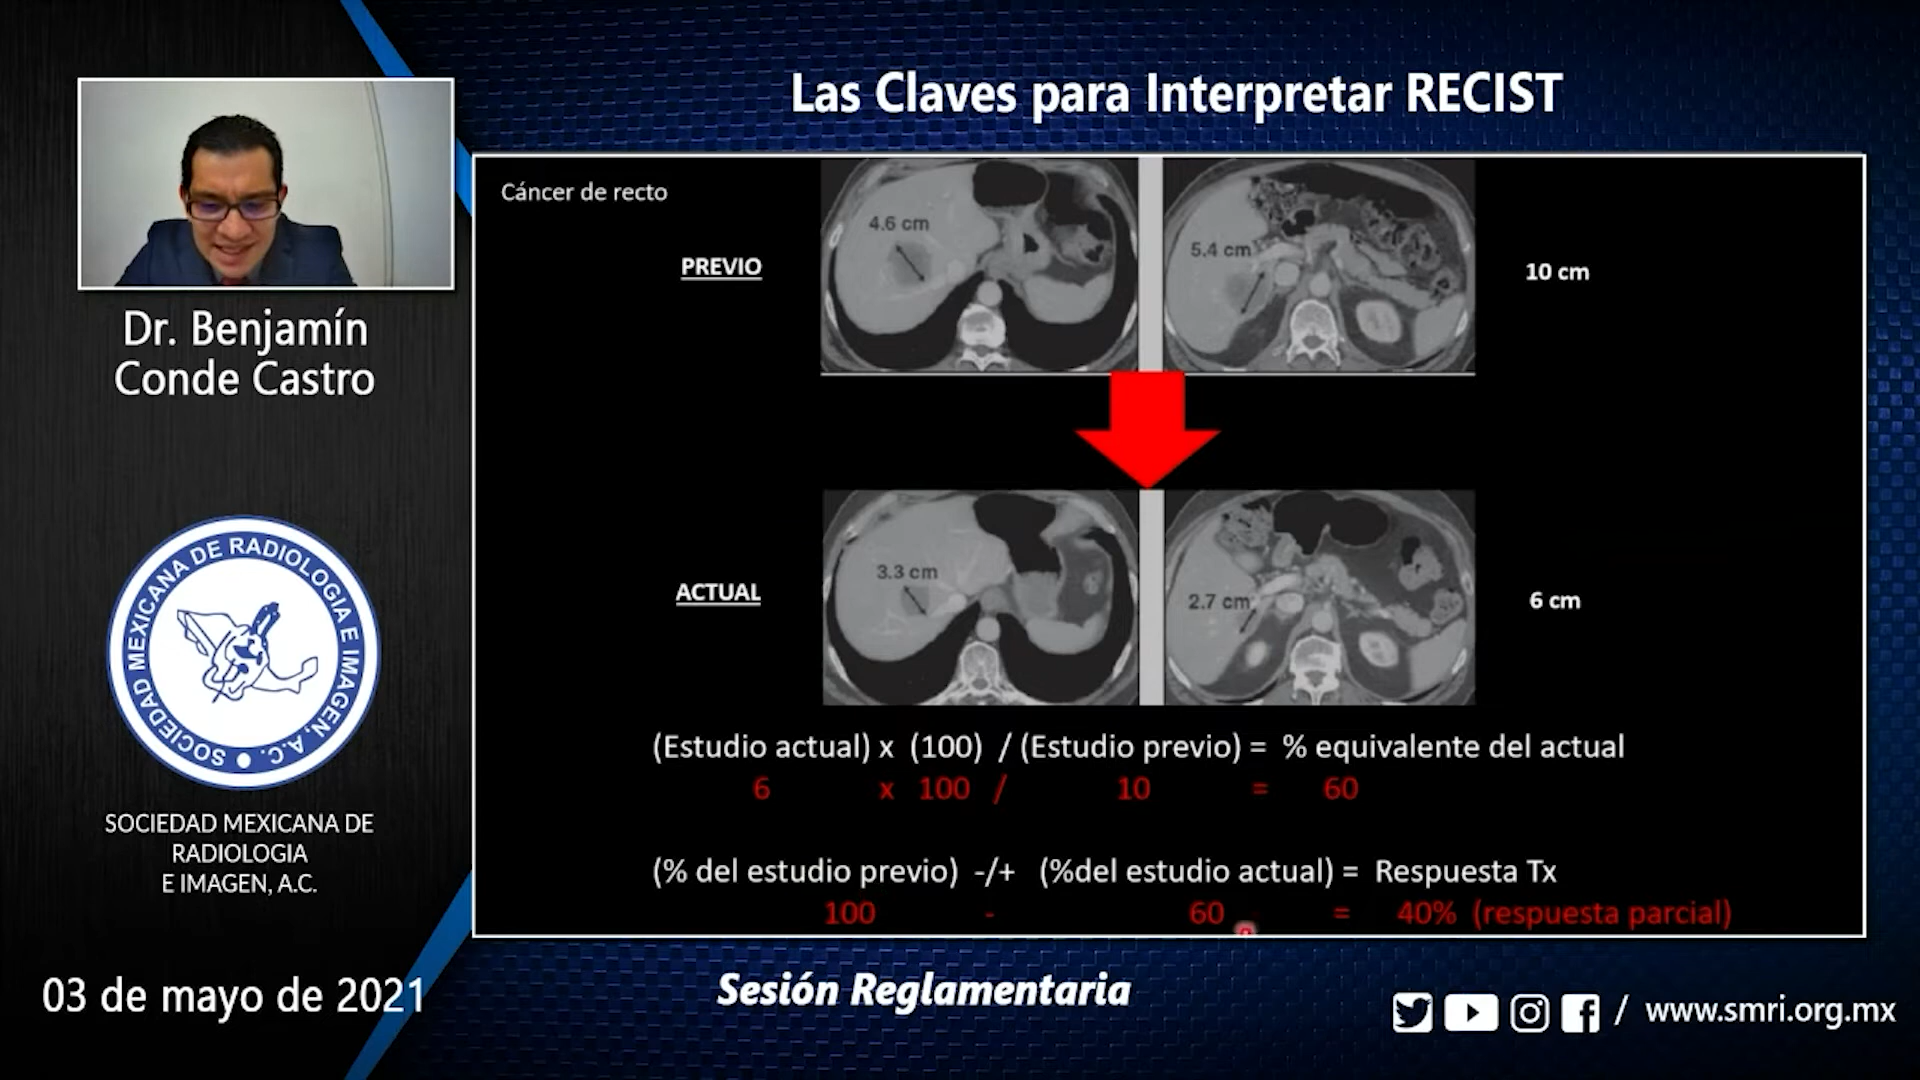 Las Claves para Interpretar RECIST
Dr. Benjamín
Conde Castro
SOCIEDAD MEXICANA DE RADIOLOGIA E IMAGEN, A.C.
SOCIEDAD MEXICANA DE
RADIOLOGIA
E IMAGEN, A.C.
03 de mayo de 2021
Cáncer de recto
PREVIO
4.6 cm
5.4 cm
10 cm
ACTUAL
3.3 cm
2.7 cm
6 cm
(Estudio actual) x (100) / (Estudio previo) = % equivalente del actual
6 x 100 / 10 = 60
(% del estudio previo) -/+ (%del estudio actual) = Respuesta Tx
100 - 60 = 40% (respuesta parcial)
Sesión Reglamentaria
/ www.smri.org.mx